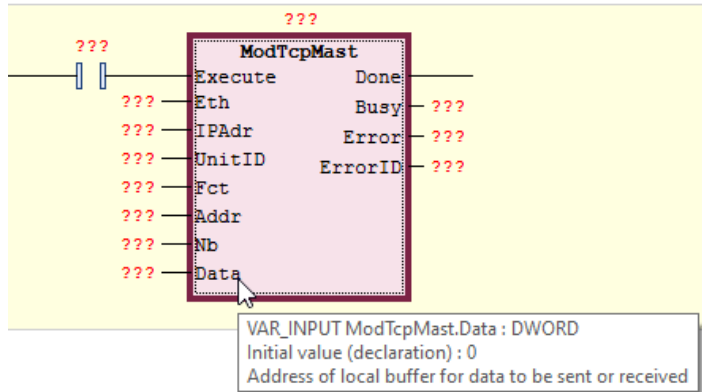 ???
???
ModTcpMast
Execute Done
??? Eth Busy ???
??? IPAdr Error ???
??? UnitID ErrorID ???
??? Fct
??? Addr
??? Nb
??? Data
VAR_INPUT ModTcpMast.Data : DWORD
Initial value (declaration) : 0
Address of local buffer for data to be sent or received